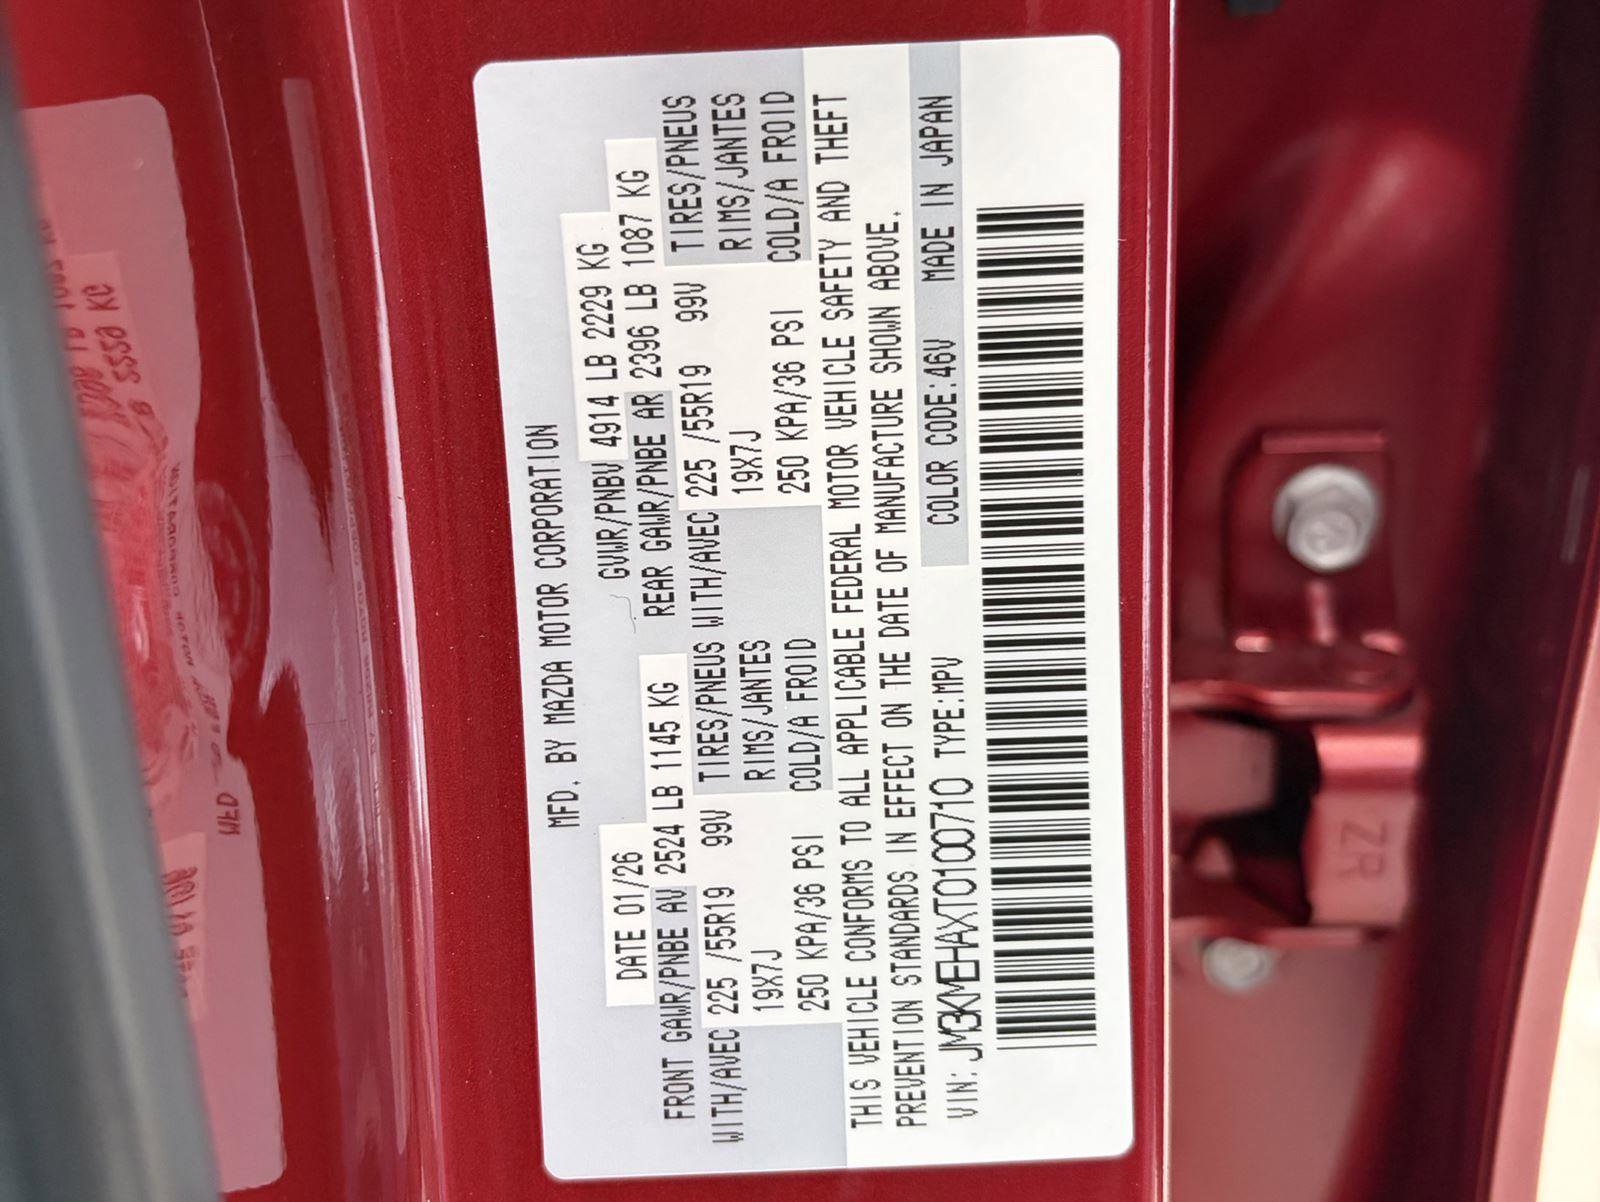 MFD. BY MAZDA MOTOR CORPORATION
DATE 01/26 GVWR/PNBV 4914 LB 2229 KG
FRONT GAWR/PNBE AV 2524 LB 1145 KG REAR GAWR/PNBE AR 2396 LB 1087 KG
WITH/AVEC 225 /55R19 99V TIRES/PNEUS WITH/AVEC 225 /55R19 99V TIRES/PNEUS
19X7J RIMS/JANTES 19X7J RIMS/JANTES
250 KPA/36 PSI COLD/A FROID 250 KPA/36 PSI COLD/A FROID
THIS VEHICLE CONFORMS TO ALL APPLICABLE FEDERAL MOTOR VEHICLE SAFETY AND THEFT
PREVENTION STANDARDS IN EFFECT ON THE DATE OF MANUFACTURE SHOWN ABOVE.
VIN: JM3KMEHAXT0100710 TYPE:MPV COLOR CODE:46V MADE IN JAPAN
ZR